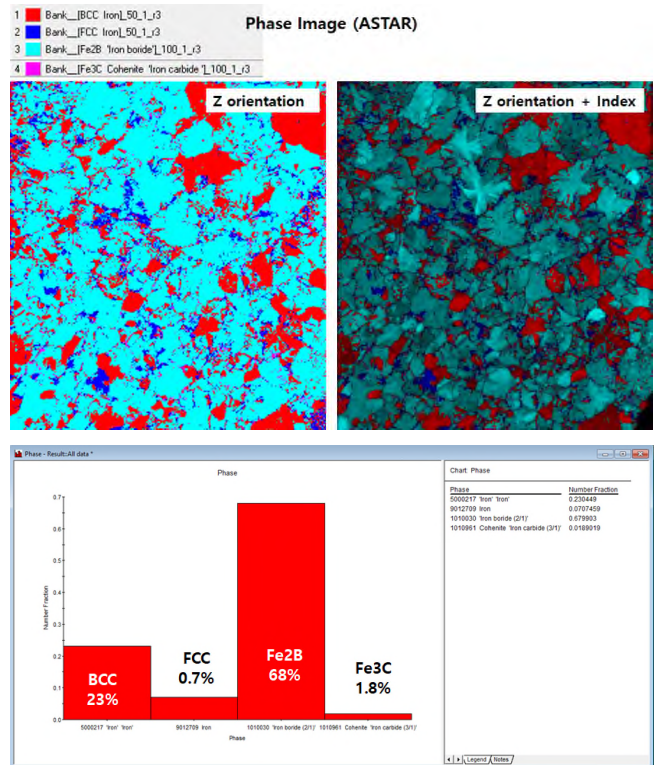 Phase Image (ASTAR)
1 Bank__[BCC Iron]_50_1_r3
2 Bank__[FCC Iron]_50_1_r3
3 Bank__[Fe2B 'Iron boride']_100_1_r3
4 Bank__[Fe3C Cohenite 'Iron carbide ']_100_1_r3
Z orientation
Z orientation + Index
Phase - Result::All data *
Phase
0.7
0.6
0.5
0.4
0.3
0.2
0.1
0.0
Number Fraction
BCC
23%
FCC
0.7%
Fe2B
68%
Fe3C
1.8%
5000217 'Iron' 'Iron'
9012709 Iron
1010030 'Iron boride (2/1)'
1010961 Cohenite 'Iron carbide (3/1)'
Phase
Chart: Phase
Phase Number Fraction
5000217 'Iron' 'Iron' 0.230449
9012709 Iron 0.0707459
1010030 'Iron boride (2/1)' 0.679903
1010961 Cohenite 'Iron carbide (3/1)' 0.0189019
Legend Notes